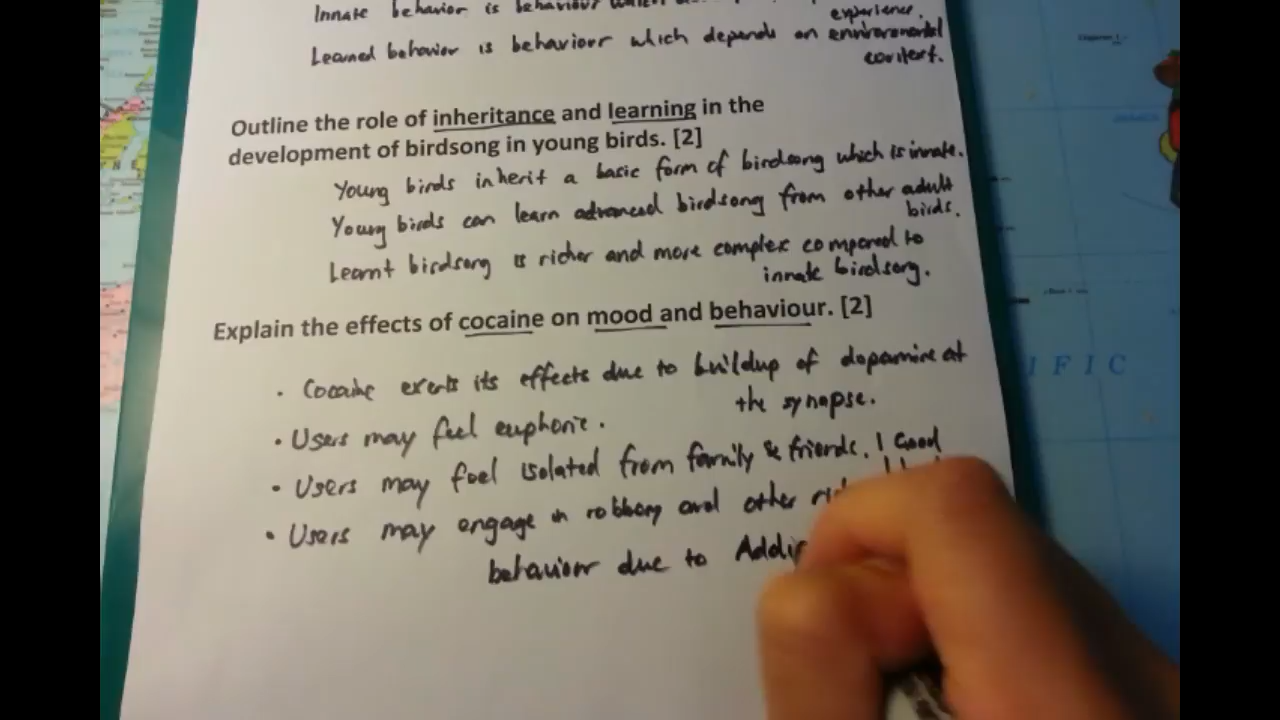 Innate behavior is behaviour which
experience.
Learned behavior is behaviour which depends on environmental
context.
Outline the role of inheritance and learning in the
development of birdsong in young birds. [2]
Young birds inherit a basic form of birdsong which is innate.
Young birds can learn advanced birdsong from other adult
birds.
Learnt birdsong is richer and more complex compared to
innate birdsong.
Explain the effects of cocaine on mood and behaviour. [2]
• Cocaine exerts its effects due to buildup of dopamine at
the synapse.
• Users may feel euphoric.
• Users may feel isolated from family & friends. | Good
• Users may engage in robbery and other
behaviour due to
I F I C